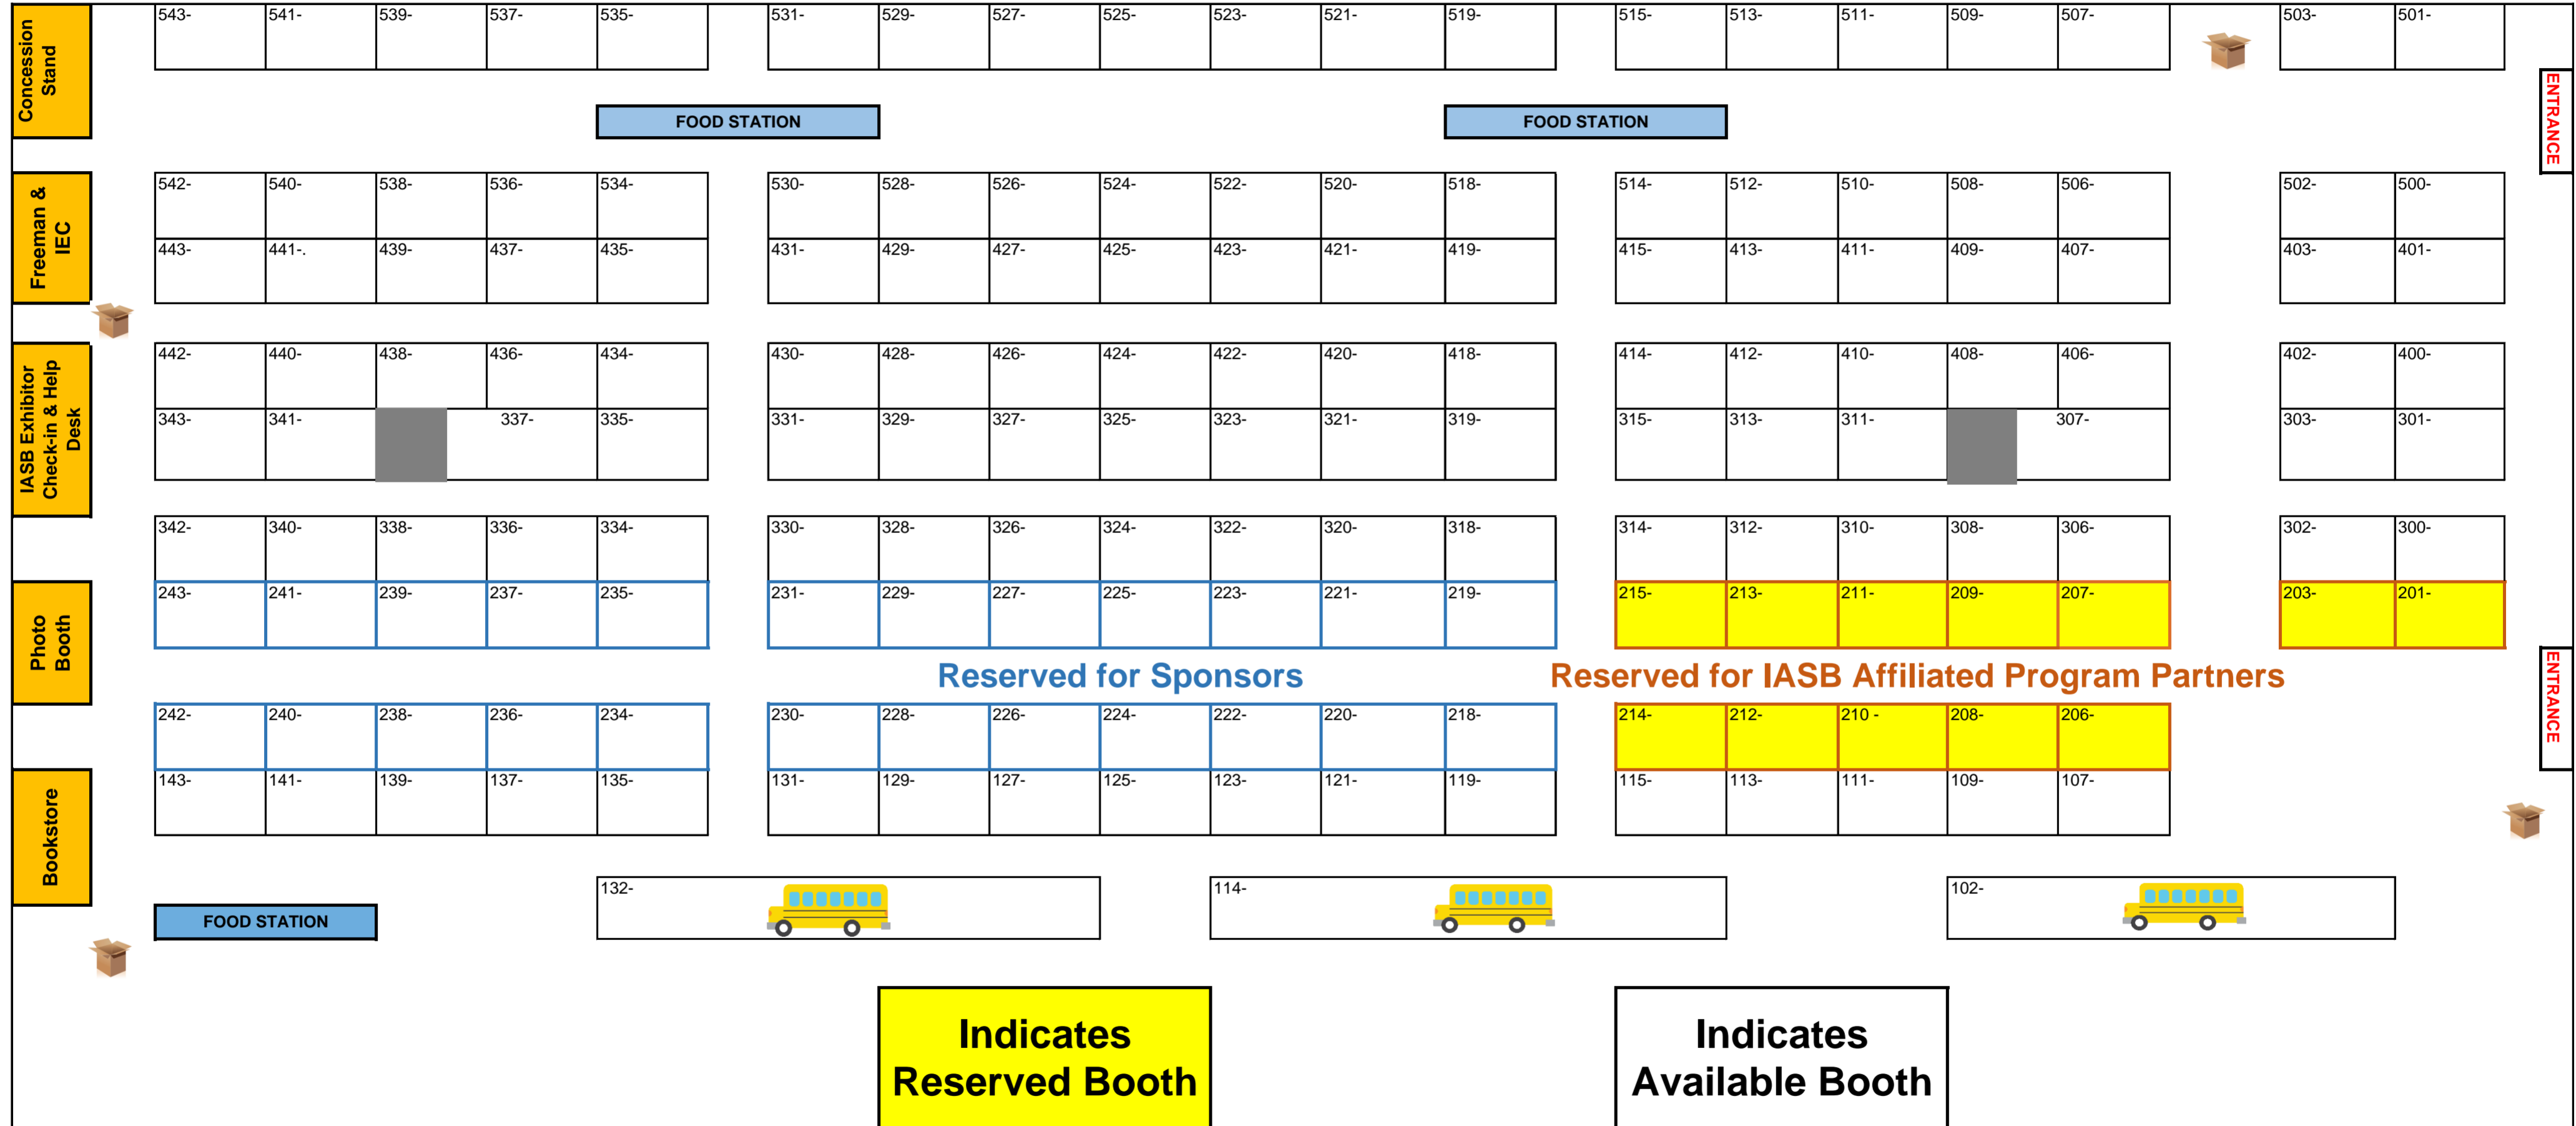 Concession
Stand
543- 541- 539- 537- 535- 531- 529- 527- 525- 523- 521- 519- 515- 513- 511- 509- 507- 503- 501-
ENTRANCE
FOOD STATION FOOD STATION
Freeman &
IEC
542- 540- 538- 536- 534- 530- 528- 526- 524- 522- 520- 518- 514- 512- 510- 508- 506- 502- 500-
443- 441-. 439- 437- 435- 431- 429- 427- 425- 423- 421- 419- 415- 413- 411- 409- 407- 403- 401-
IASB Exhibitor
Check-in & Help
Desk
442- 440- 438- 436- 434- 430- 428- 426- 424- 422- 420- 418- 414- 412- 410- 408- 406- 402- 400-
343- 341- 337- 335- 331- 329- 327- 325- 323- 321- 319- 315- 313- 311- 307- 303- 301-
342- 340- 338- 336- 334- 330- 328- 326- 324- 322- 320- 318- 314- 312- 310- 308- 306- 302- 300-
Photo
Booth
243- 241- 239- 237- 235- 231- 229- 227- 225- 223- 221- 219- 215- 213- 211- 209- 207- 203- 201-
Reserved for Sponsors Reserved for IASB Affiliated Program Partners
ENTRANCE
242- 240- 238- 236- 234- 230- 228- 226- 224- 222- 220- 218- 214- 212- 210 - 208- 206-
Bookstore
143- 141- 139- 137- 135- 131- 129- 127- 125- 123- 121- 119- 115- 113- 111- 109- 107-
132- 114- 102-
FOOD STATION
Indicates
Reserved Booth
Indicates
Available Booth